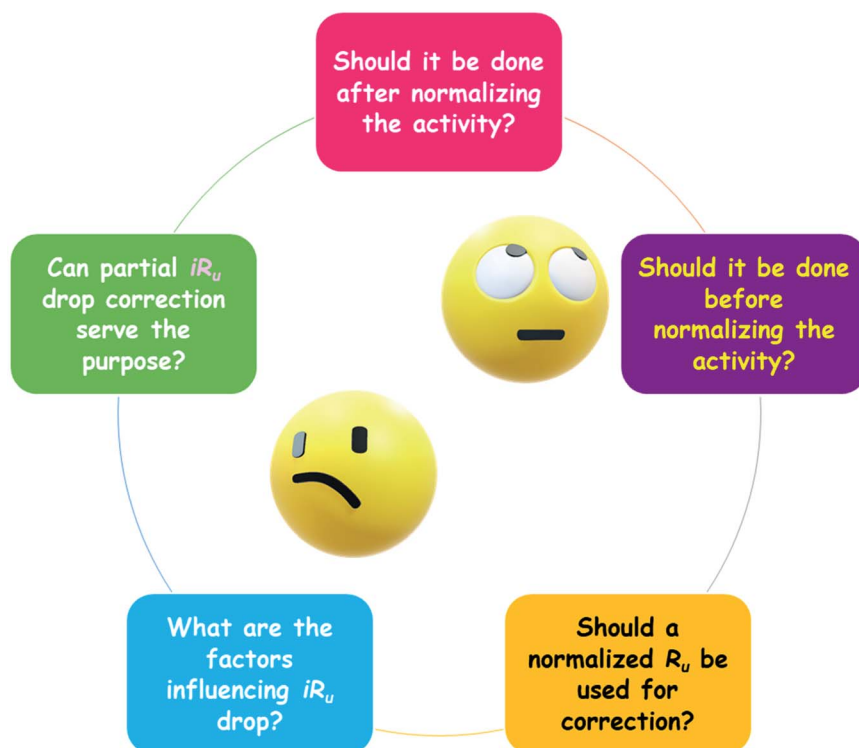 Should it be done
after normalizing
the activity?
Can partial iRu
drop correction
serve the
purpose?
Should it be done
before
normalizing the
activity?
What are the
factors
influencing iRu
drop?
Should a
normalized Ru be
used for
correction?